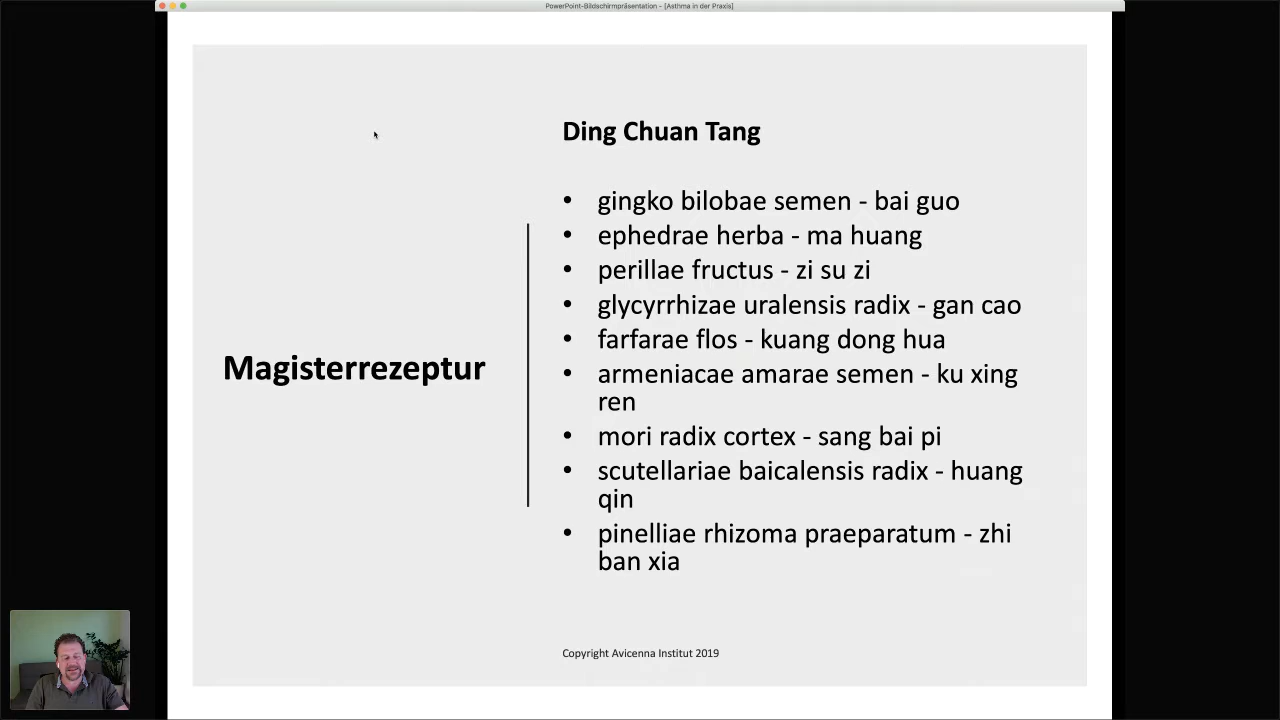 PowerPoint-Bildschirmpräsentation - [Asthma in der Praxis]
Ding Chuan Tang
• gingko bilobae semen - bai guo
• ephedrae herba - ma huang
• perillae fructus - zi su zi
• glycyrrhizae uralensis radix - gan cao
• farfarae flos - kuang dong hua
• armeniacae amarae semen - ku xing
ren
• mori radix cortex - sang bai pi
• scutellariae baicalensis radix - huang
qin
• pinelliae rhizoma praeparatum - zhi
ban xia
Magisterrezeptur
Copyright Avicenna Institut 2019